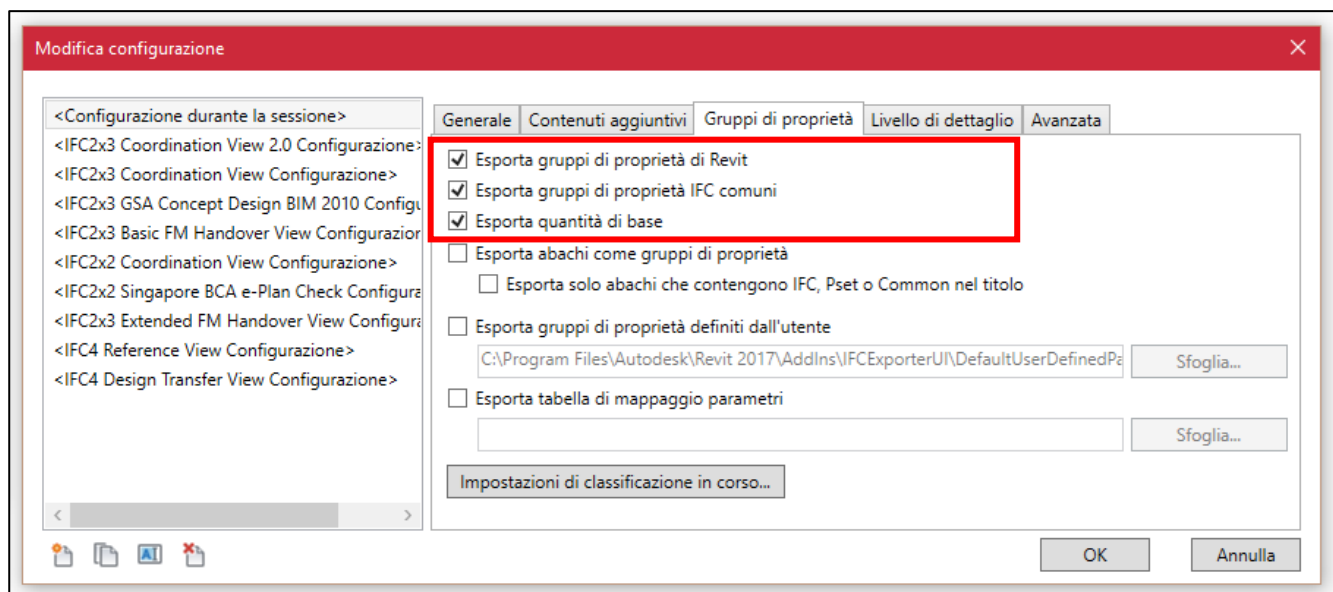 Modifica configurazione
<Configurazione durante la sessione>
<IFC2x3 Coordination View 2.0 Configurazione>
<IFC2x3 Coordination View Configurazione>
<IFC2x3 GSA Concept Design BIM 2010 Configu
<IFC2x3 Basic FM Handover View Configurazion
<IFC2x2 Coordination View Configurazione>
<IFC2x2 Singapore BCA e-Plan Check Configura
<IFC2x3 Extended FM Handover View Configura
<IFC4 Reference View Configurazione>
<IFC4 Design Transfer View Configurazione>
Generale Contenuti aggiuntivi Gruppi di proprietà Livello di dettaglio Avanzata
Esporta gruppi di proprietà di Revit
Esporta gruppi di proprietà IFC comuni
Esporta quantità di base
Esporta abachi come gruppi di proprietà
Esporta solo abachi che contengono IFC, Pset o Common nel titolo
Esporta gruppi di proprietà definiti dall'utente
C:\Program Files\Autodesk\Revit 2017\AddIns\IFCExporterUI\DefaultUserDefinedPa Sfoglia...
Esporta tabella di mappaggio parametri
Sfoglia...
Impostazioni di classificazione in corso...
OK Annulla